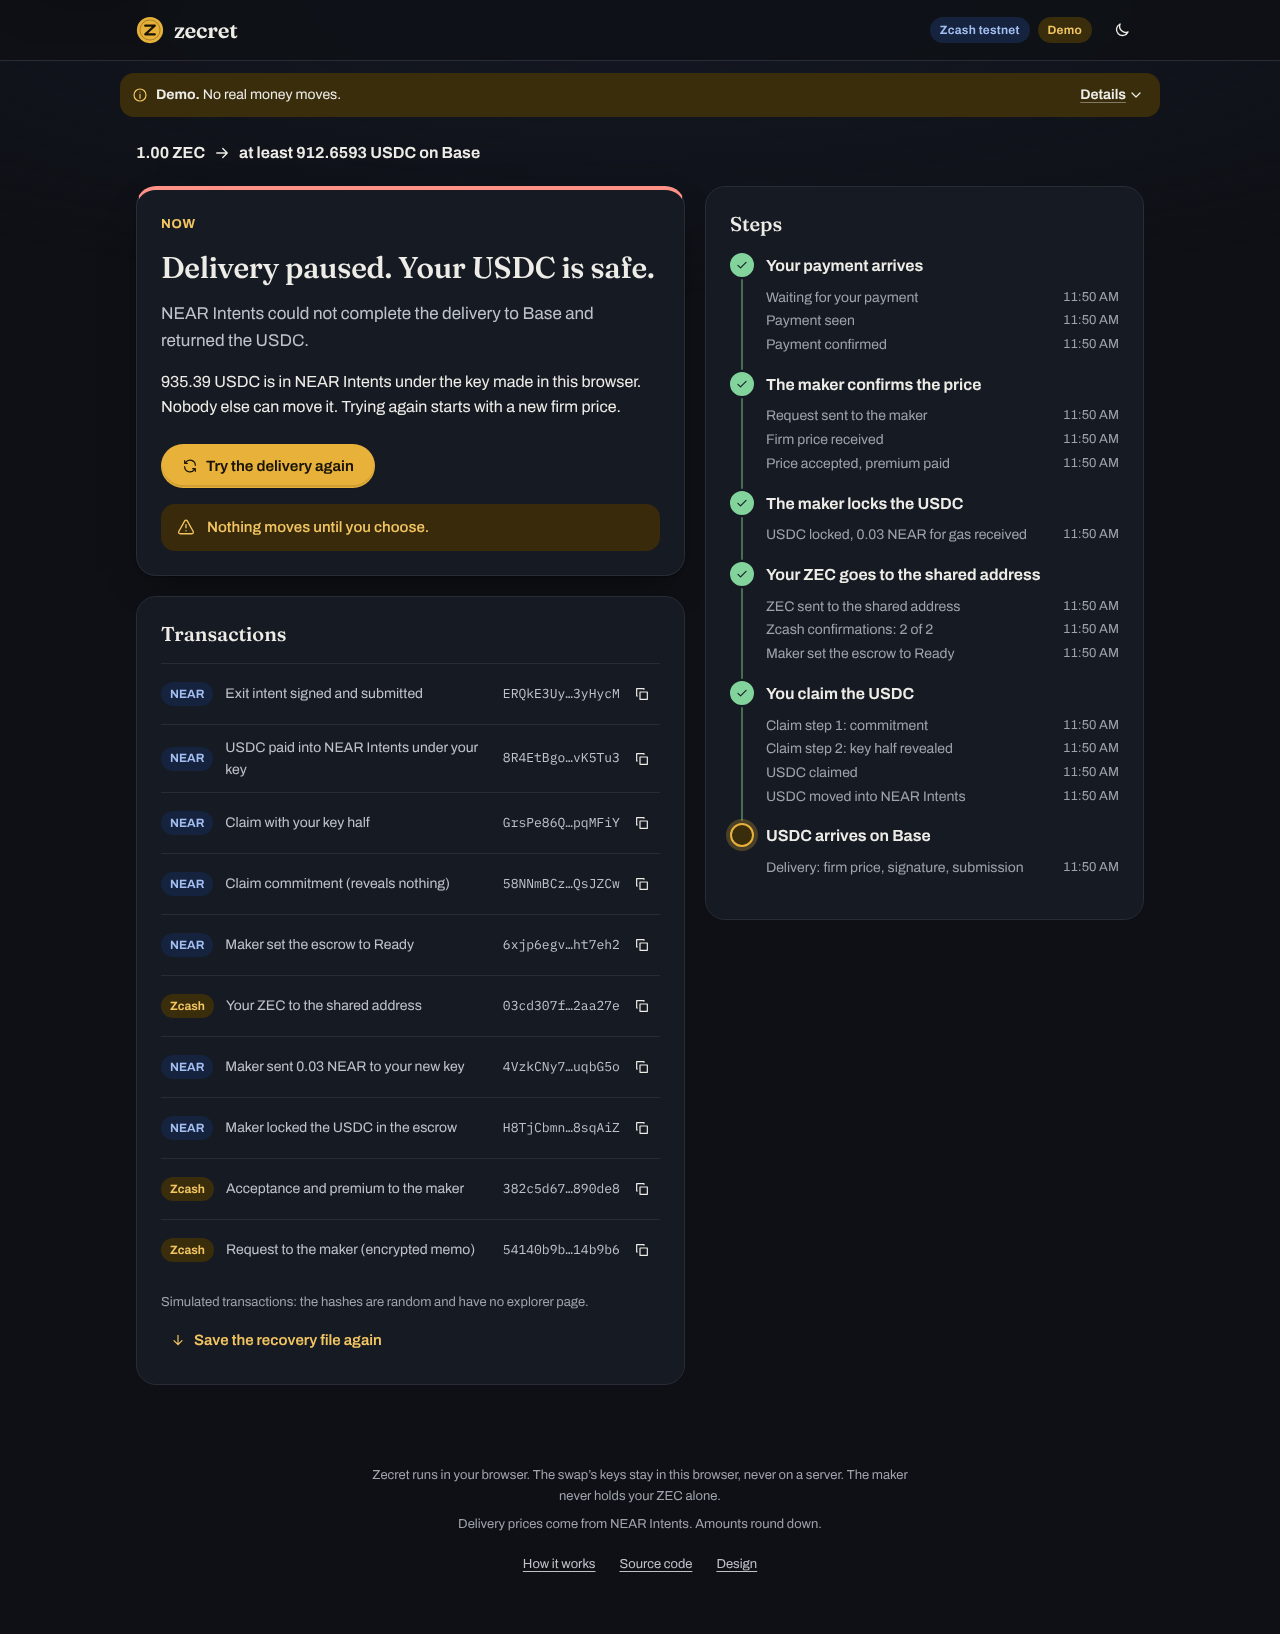 zecret
Zcash testnet
Demo
Demo. No real money moves.
Details
1.00 ZEC → at least 912.6593 USDC on Base
NOW
Delivery paused. Your USDC is safe.
NEAR Intents could not complete the delivery to Base and
returned the USDC.
935.39 USDC is in NEAR Intents under the key made in this browser.
Nobody else can move it. Trying again starts with a new firm price.
Try the delivery again
Nothing moves until you choose.
Transactions
NEAR Exit intent signed and submitted ERQkE3Uy…3yHycM
NEAR USDC paid into NEAR Intents under your
key 8R4EtBgo…vK5Tu3
NEAR Claim with your key half GrsPe86Q…pqMFiY
NEAR Claim commitment (reveals nothing) 58NNmBCz…QsJZCw
NEAR Maker set the escrow to Ready 6xjp6egv…ht7eh2
Zcash Your ZEC to the shared address 03cd307f…2aa27e
NEAR Maker sent 0.03 NEAR to your new key 4VzkCNy7…uqbG5o
NEAR Maker locked the USDC in the escrow H8TjCbmn…8sqAiZ
Zcash Acceptance and premium to the maker 382c5d67…890de8
Zcash Request to the maker (encrypted memo) 54140b9b…14b9b6
Simulated transactions: the hashes are random and have no explorer page.
Save the recovery file again
Steps
Your payment arrives
Waiting for your payment 11:50 AM
Payment seen 11:50 AM
Payment confirmed 11:50 AM
The maker confirms the price
Request sent to the maker 11:50 AM
Firm price received 11:50 AM
Price accepted, premium paid 11:50 AM
The maker locks the USDC
USDC locked, 0.03 NEAR for gas received 11:50 AM
Your ZEC goes to the shared address
ZEC sent to the shared address 11:50 AM
Zcash confirmations: 2 of 2 11:50 AM
Maker set the escrow to Ready 11:50 AM
You claim the USDC
Claim step 1: commitment 11:50 AM
Claim step 2: key half revealed 11:50 AM
USDC claimed 11:50 AM
USDC moved into NEAR Intents 11:50 AM
USDC arrives on Base
Delivery: firm price, signature, submission 11:50 AM
Zecret runs in your browser. The swap's keys stay in this browser, never on a server. The maker
never holds your ZEC alone.
Delivery prices come from NEAR Intents. Amounts round down.
How it works Source code Design